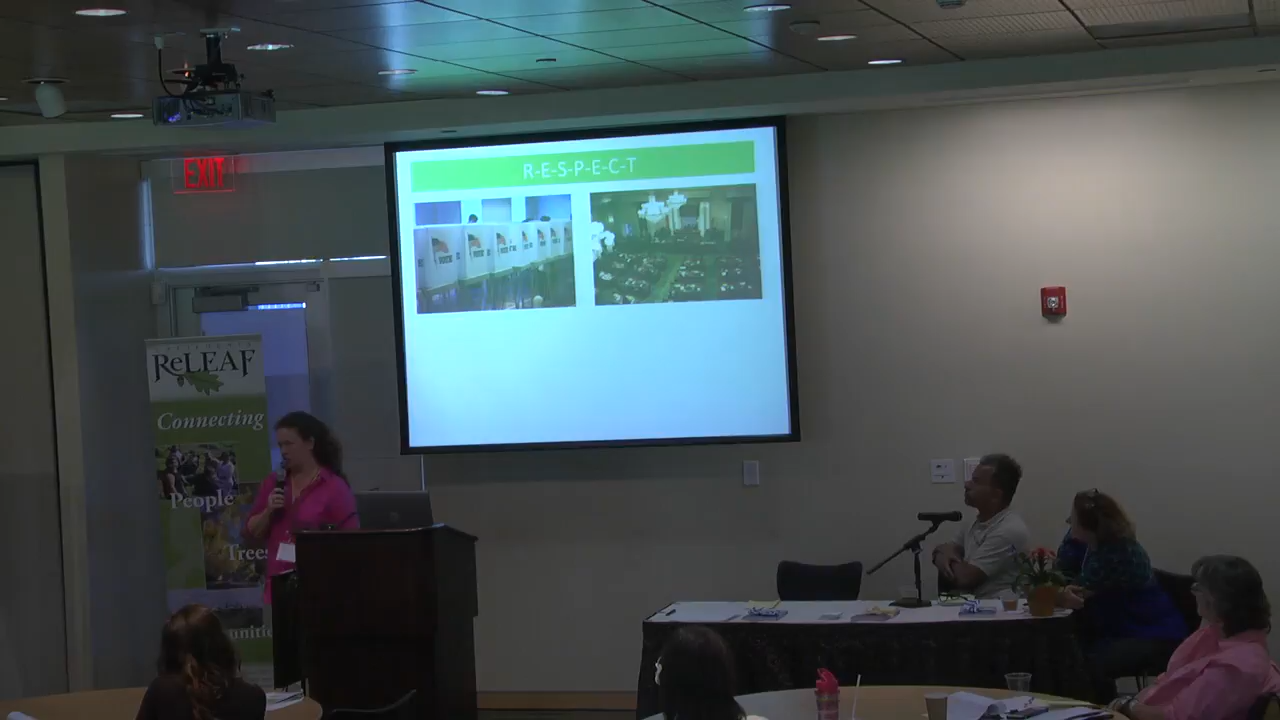 EXIT
R-E-S-P-E-C-T
ReLEAF
Connecting
People
Trees